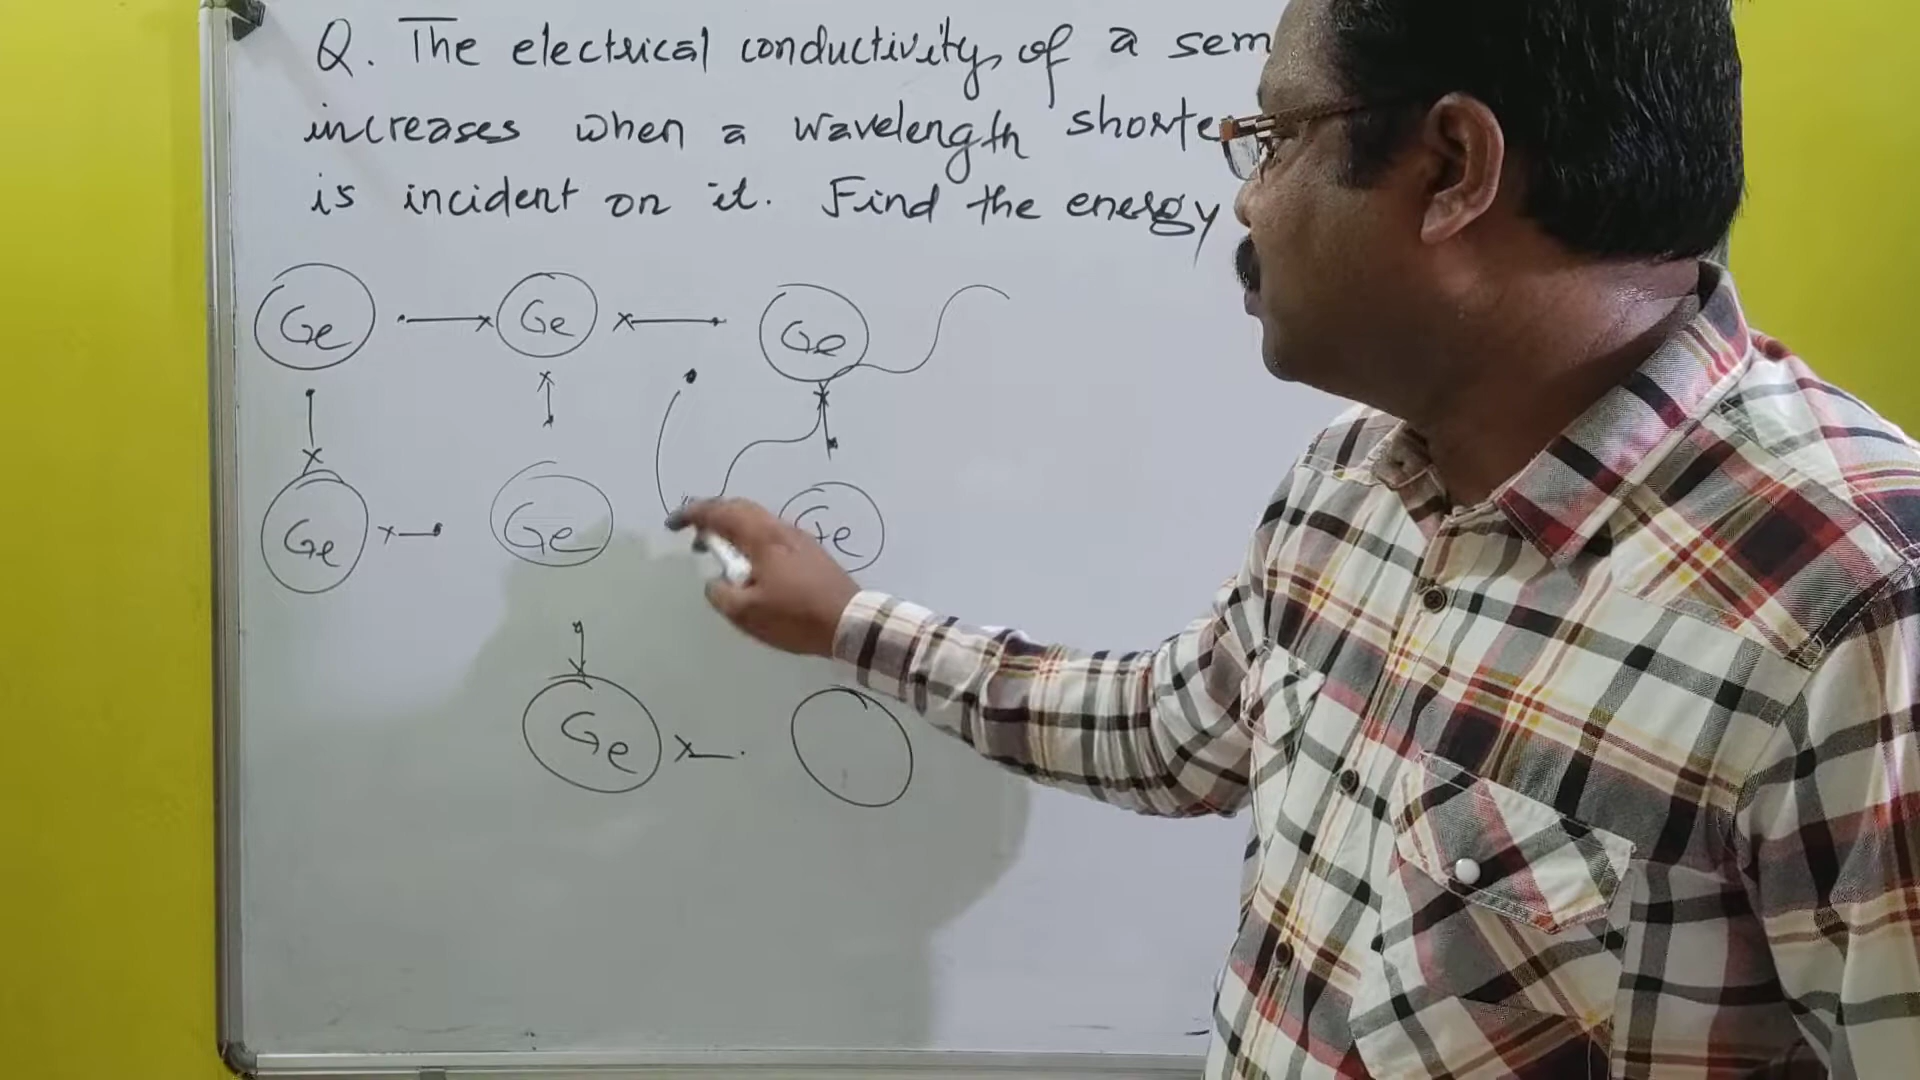 Q. The electrical conductivity of a sem
increases when a wavelength shorte
is incident on it. Find the energy
Ge Ge Ge
Ge Ge Ge
Ge